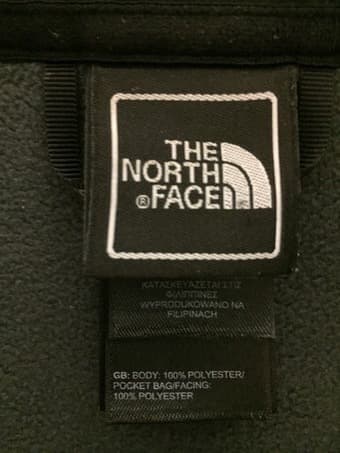 THE
NORTH
®FACE
ΚΑΤΑΣΚΕΥΑΖΕΤΑΙ ΣΤΙΣ
ΦΙΛΙΠΠΙΝΕΣ
WYPRODUKOWANO NA
FILIPINACH
GB: BODY: 100% POLYESTER/
POCKET BAG/FACING:
100% POLYESTER